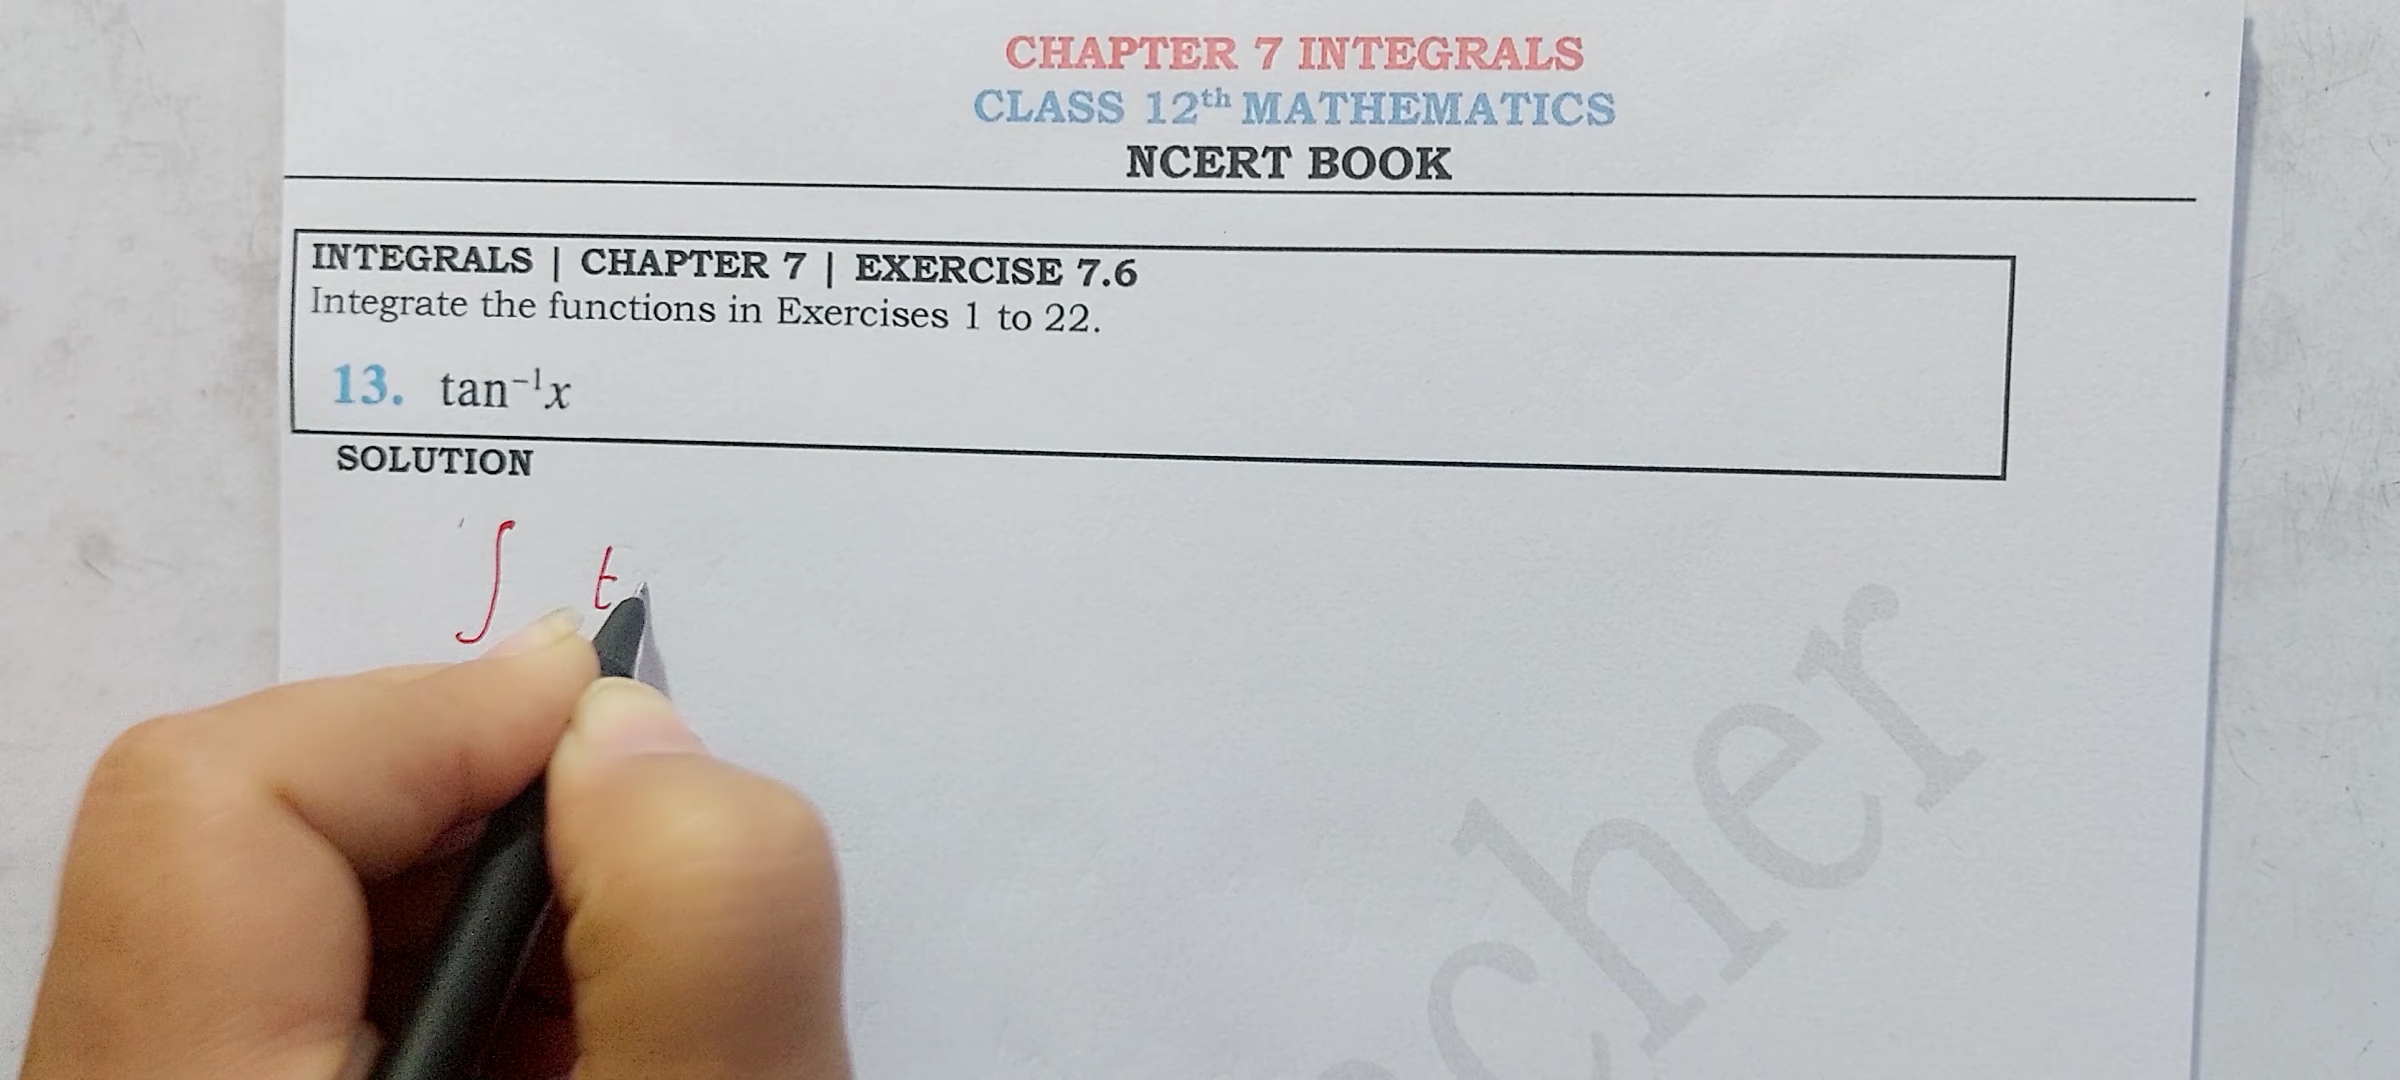 CHAPTER 7 INTEGRALS
CLASS 12th MATHEMATICS
NCERT BOOK
INTEGRALS | CHAPTER 7 | EXERCISE 7.6
Integrate the functions in Exercises 1 to 22.
13. tan⁻¹x
SOLUTION
∫ t
cher